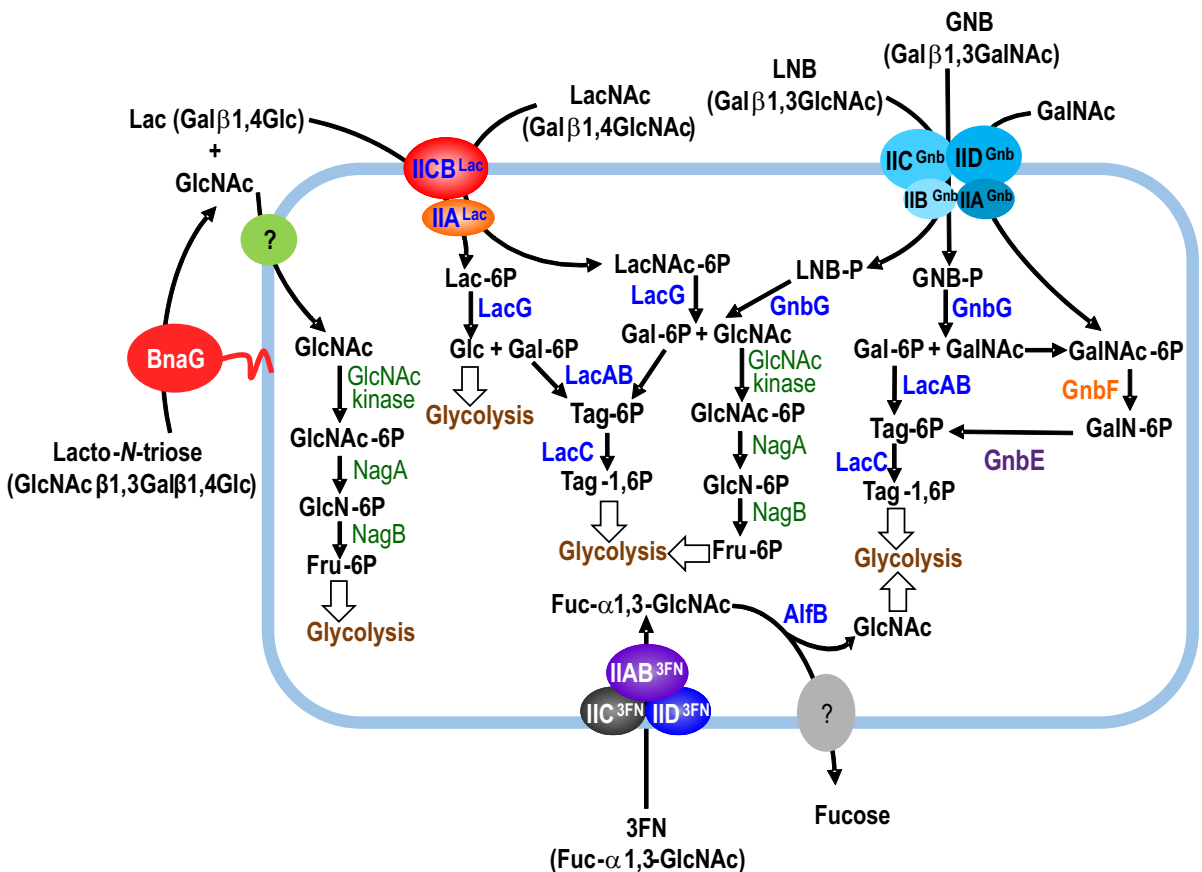 GNB
(Galβ1,3GalNAc)
LNB
(Galβ1,3GlcNAc)
LacNAc
(Galβ1,4GlcNAc)
GalNAc
Lac (Galβ1,4Glc)
+
GlcNAc
IICB Lac
IIA Lac
IIC Gnb
IID Gnb
IIB Gnb
IIA Gnb
?
BnaG
Lacto-N-triose
(GlcNAc β1,3Galβ1,4Glc)
GlcNAc
GlcNAc
kinase
GlcNAc-6P
NagA
GlcN-6P
NagB
Fru-6P
Glycolysis
Lac-6P
LacG
Glc + Gal-6P
Glycolysis
LacNAc-6P
LacG
Gal-6P + GlcNAc
LacAB
Tag-6P
LacC
Tag-1,6P
Glycolysis
LNB-P
GnbG
GlcNAc
kinase
GlcNAc-6P
NagA
GlcN-6P
NagB
Fru-6P
GNB-P
GnbG
Gal-6P + GalNAc
GalNAc-6P
LacAB
GnbF
Tag-6P
GalN-6P
GnbE
LacC
Tag-1,6P
Glycolysis
GlcNAc
Fuc-α1,3-GlcNAc
AlfB
IIAB 3FN
IIC 3FN
IID 3FN
?
Fucose
3FN
(Fuc-α1,3-GlcNAc)